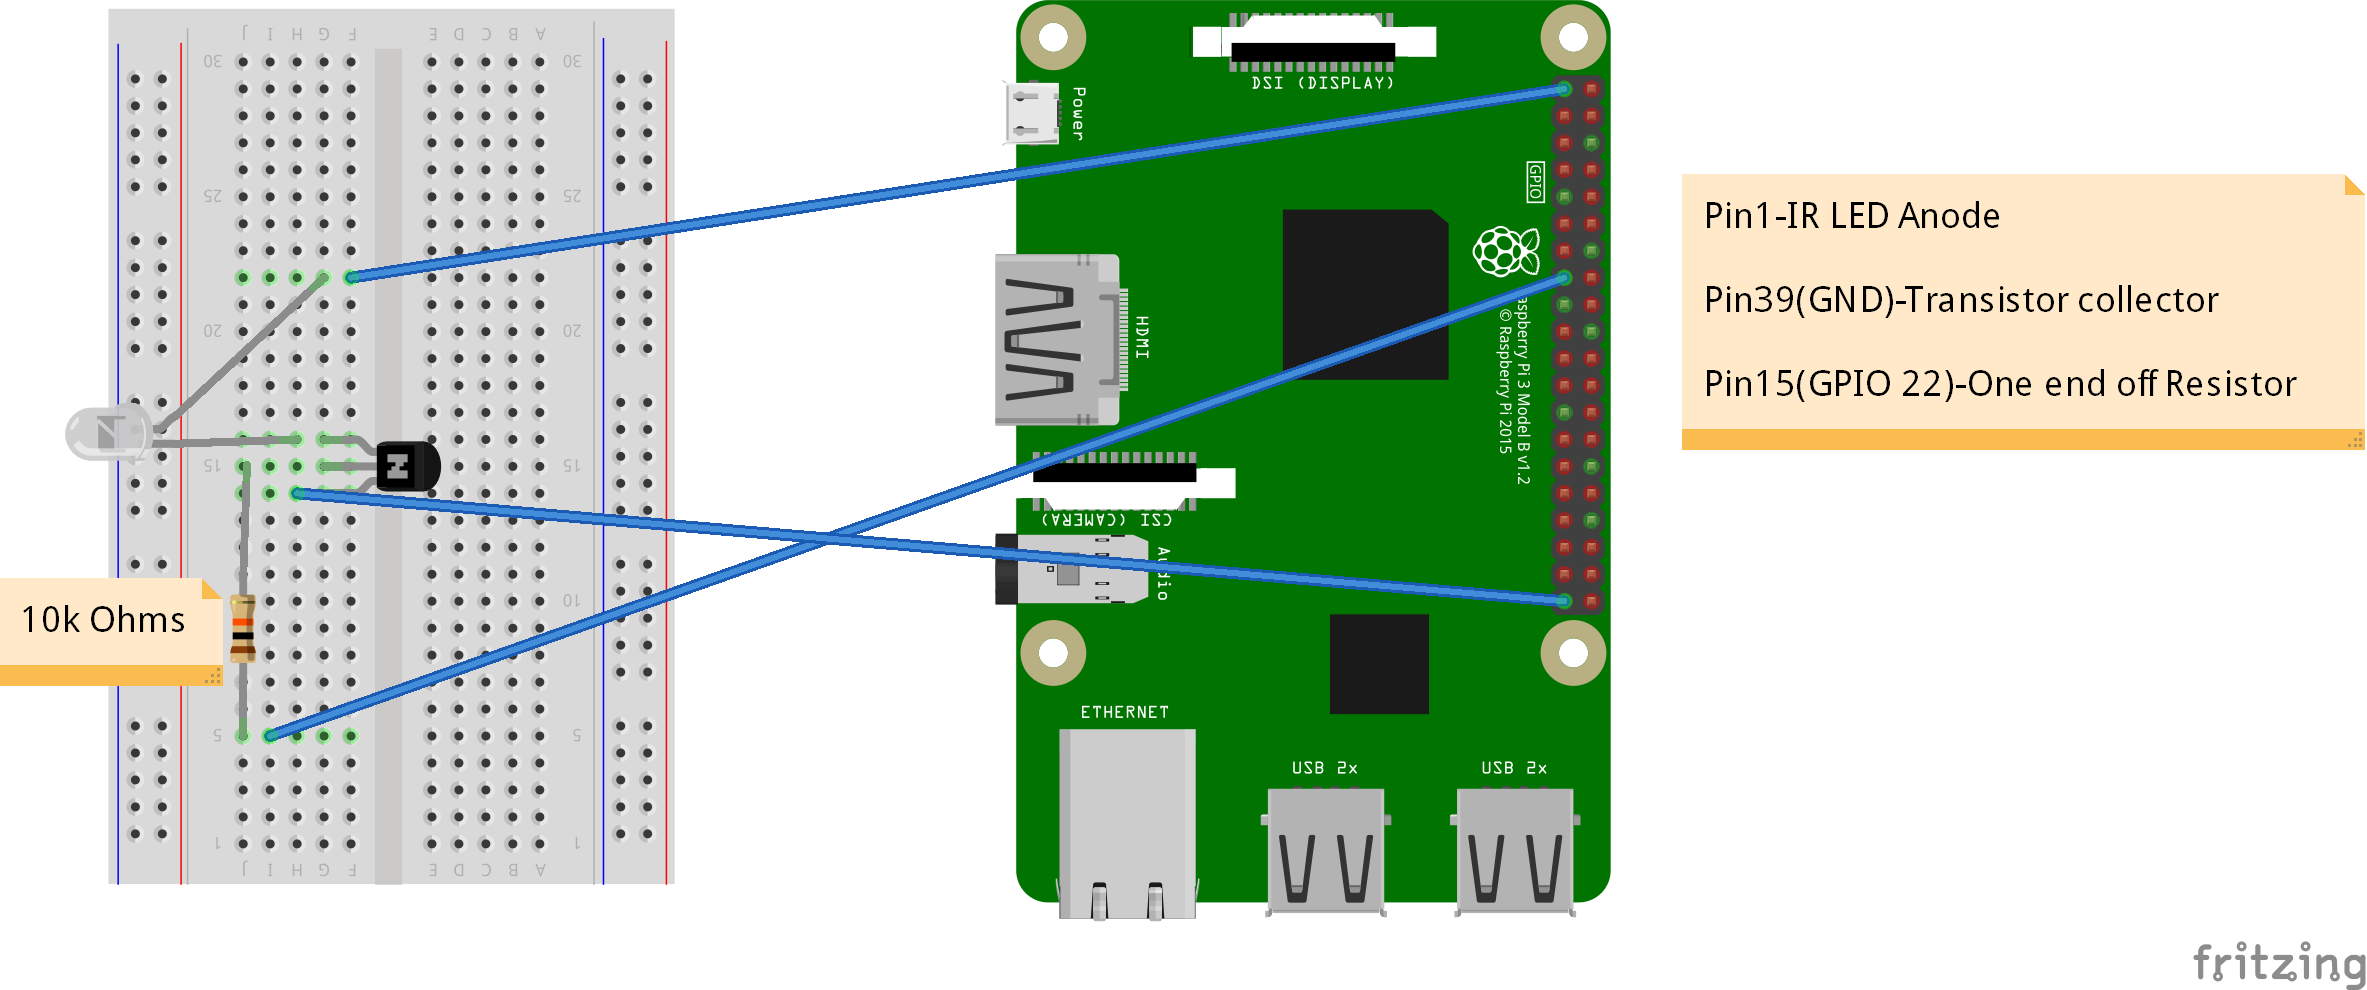 J I H G F E D C B A
30 30
25 25
20 20
15 15
10 10
5 5
1 1
J I H G F E D C B A
10k Ohms
DSI (DISPLAY)
Power
GPIO
HDMI
aspberry Pi 3 Model B v1.2
© Raspberry Pi 2015
CSI (CAMERA)
Audio
ETHERNET
USB 2x
USB 2x
Pin1-IR LED Anode
Pin39(GND)-Transistor collector
Pin15(GPIO 22)-One end off Resistor
fritzing